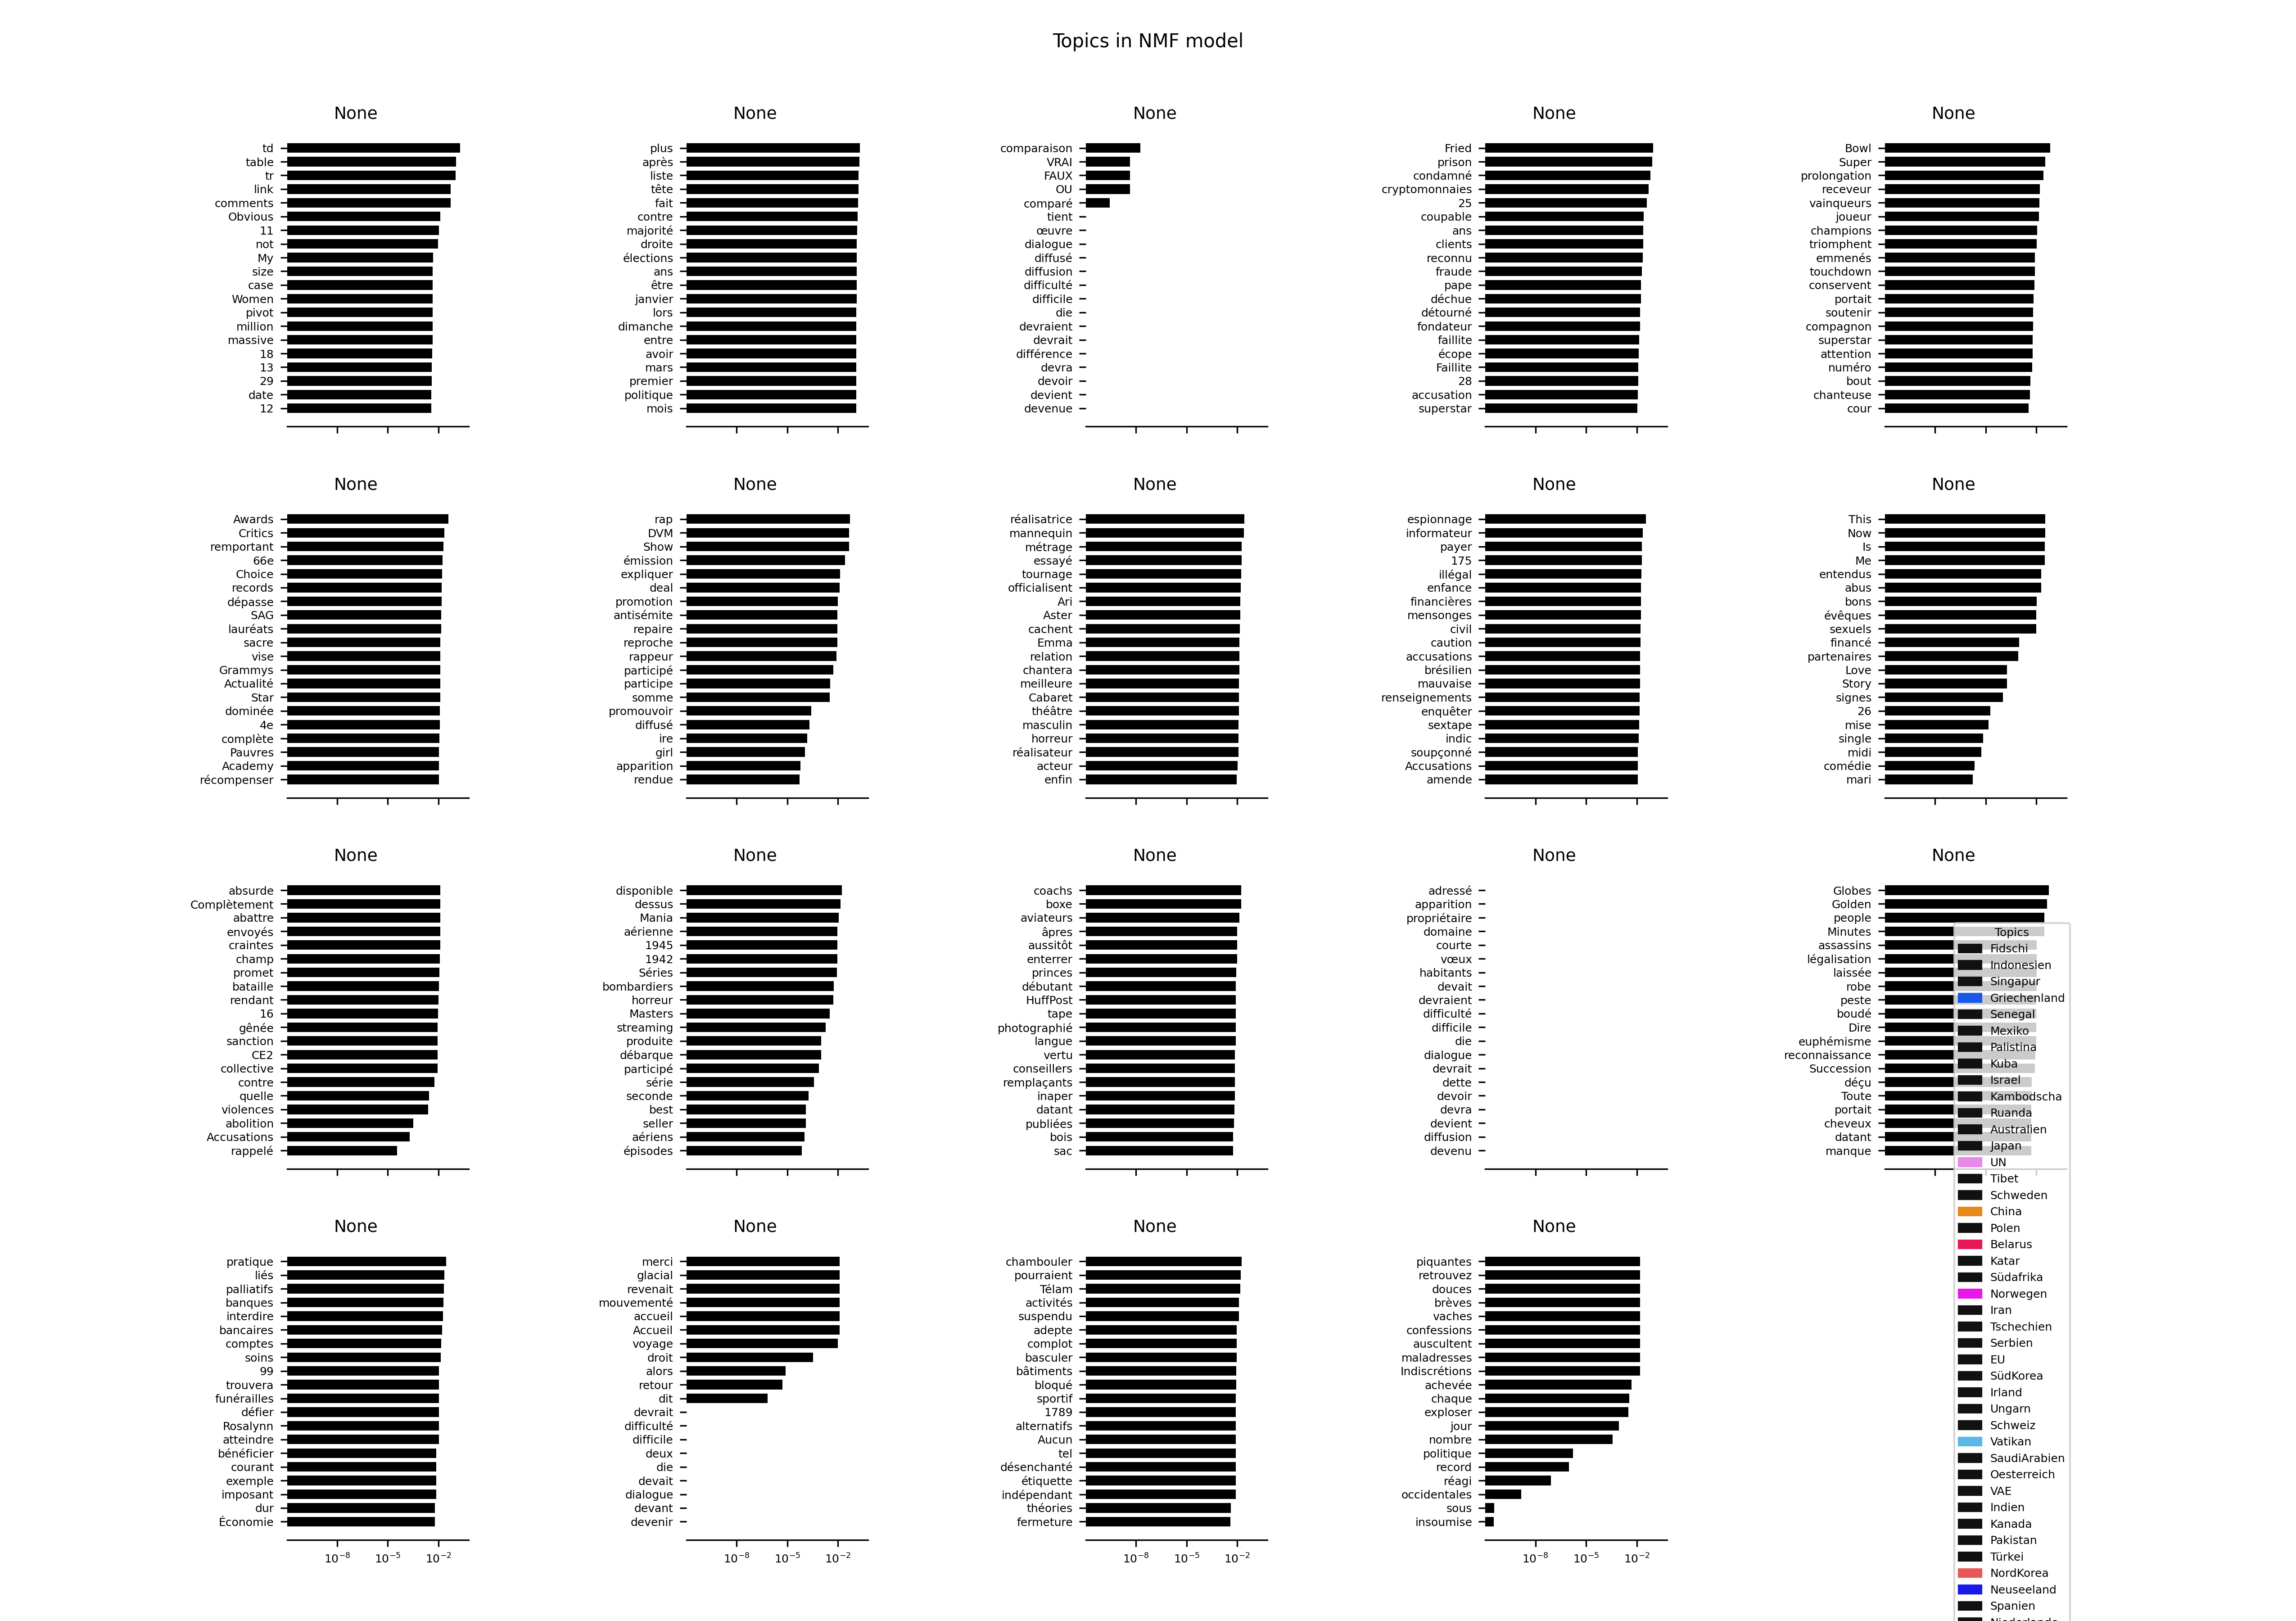 Topics in NMF model
None
td
table
tr
link
comments
Obvious
11
not
My
size
case
Women
pivot
million
massive
18
13
29
date
12
None
plus
après
liste
tête
fait
contre
majorité
droite
élections
ans
être
janvier
lors
dimanche
entre
avoir
mars
premier
politique
mois
None
comparaison
VRAI
FAUX
OU
comparé
tient
œuvre
dialogue
diffusé
diffusion
difficulté
difficile
die
devraient
devrait
différence
devra
devoir
devient
devenue
None
Fried
prison
condamné
cryptomonnaies
25
coupable
ans
clients
reconnu
fraude
pape
déchue
détourné
fondateur
faillite
écope
Faillite
28
accusation
superstar
None
Bowl
Super
prolongation
receveur
vainqueurs
joueur
champions
triomphent
emmenés
touchdown
conservent
portait
soutenir
compagnon
superstar
attention
numéro
bout
chanteuse
cour
None
Awards
Critics
remportant
66e
Choice
records
dépasse
SAG
lauréats
sacre
vise
Grammys
Actualité
Star
dominée
4e
complète
Pauvres
Academy
récompenser
None
rap
DVM
Show
émission
expliquer
deal
promotion
antisémite
repaire
reproche
rappeur
participé
participe
somme
promouvoir
diffusé
ire
girl
apparition
rendue
None
réalisatrice
mannequin
métrage
essayé
tournage
officialisent
Ari
Aster
cachent
Emma
relation
chantera
meilleure
Cabaret
théâtre
masculin
horreur
réalisateur
acteur
enfin
None
espionnage
informateur
payer
175
illégal
enfance
financières
mensonges
civil
caution
accusations
brésilien
mauvaise
renseignements
enquêter
sextape
indic
soupçonné
Accusations
amende
None
This
Now
Is
Me
entendus
abus
bons
évêques
sexuels
financé
partenaires
Love
Story
signes
26
mise
single
midi
comédie
mari
None
absurde
Complètement
abattre
envoyés
craintes
champ
promet
bataille
rendant
16
gênée
sanction
CE2
collective
contre
quelle
violences
abolition
Accusations
rappelé
None
disponible
dessus
Mania
aérienne
1945
1942
Séries
bombardiers
horreur
Masters
streaming
produite
débarque
participé
série
seconde
best
seller
aériens
épisodes
None
coachs
boxe
aviateurs
âpres
aussitôt
enterrer
princes
débutant
HuffPost
tape
photographié
langue
vertu
conseillers
remplaçants
inaper
datant
publiées
bois
sac
None
adressé
apparition
propriétaire
domaine
courte
vœux
habitants
devait
devraient
difficulté
difficile
die
dialogue
devrait
dette
devoir
devra
devient
diffusion
devenu
None
Globes
Golden
people
Minutes
assassins
légalisation
laissée
robe
peste
boudé
Dire
euphémisme
reconnaissance
Succession
déçu
Toute
portait
cheveux
datant
manque
None
pratique
liés
palliatifs
banques
interdire
bancaires
comptes
soins
99
trouvera
funérailles
défier
Rosalynn
atteindre
bénéficier
courant
exemple
imposant
dur
Économie
10⁻⁸ 10⁻⁵ 10⁻²
None
merci
glacial
revenait
mouvementé
accueil
Accueil
voyage
droit
alors
retour
dit
devrait
difficulté
difficile
deux
die
devait
dialogue
devant
devenir
10⁻⁸ 10⁻⁵ 10⁻²
None
chambouler
pourraient
Télam
activités
suspendu
adepte
complot
basculer
bâtiments
bloqué
sportif
1789
alternatifs
Aucun
tel
désenchanté
étiquette
indépendant
théories
fermeture
10⁻⁸ 10⁻⁵ 10⁻²
None
piquantes
retrouvez
douces
brèves
vaches
confessions
auscultent
maladresses
Indiscrétions
achevée
chaque
exploser
jour
nombre
politique
record
réagi
occidentales
sous
insoumise
10⁻⁸ 10⁻⁵ 10⁻²
Topics
Fidschi
Indonesien
Singapur
Griechenland
Senegal
Mexiko
Palistina
Kuba
Israel
Kambodscha
Ruanda
Australien
Japan
UN
Tibet
Schweden
China
Polen
Belarus
Katar
Südafrika
Norwegen
Iran
Tschechien
Serbien
EU
SüdKorea
Irland
Ungarn
Schweiz
Vatikan
SaudiArabien
Oesterreich
VAE
Indien
Kanada
Pakistan
Türkei
NordKorea
Neuseeland
Spanien